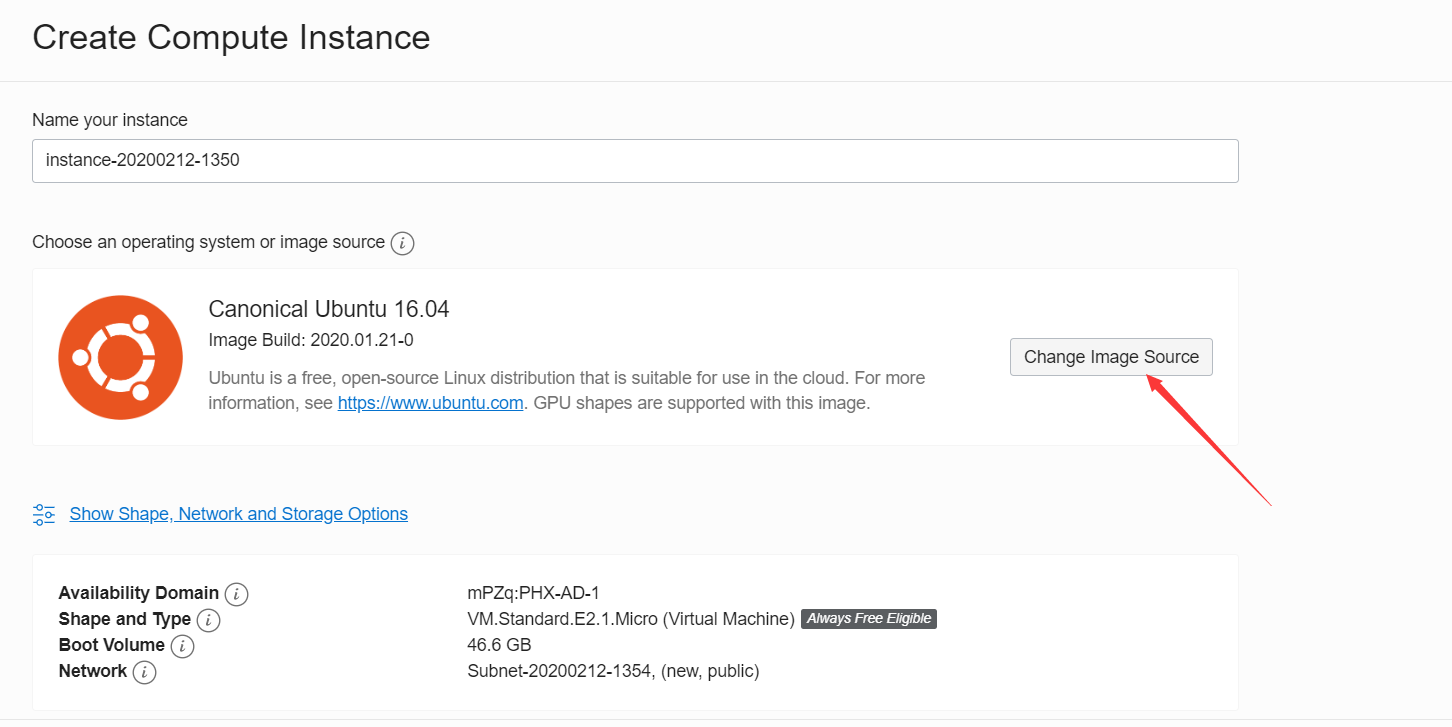 Create Compute Instance
Name your instance
instance-20200212-1350
Choose an operating system or image source
Canonical Ubuntu 16.04
Image Build: 2020.01.21-0
Ubuntu is a free, open-source Linux distribution that is suitable for use in the cloud. For more
information, see https://www.ubuntu.com. GPU shapes are supported with this image.
Change Image Source
Show Shape, Network and Storage Options
Availability Domain mPZq:PHX-AD-1
Shape and Type VM.Standard.E2.1.Micro (Virtual Machine) Always Free Eligible
Boot Volume 46.6 GB
Network Subnet-20200212-1354, (new, public)